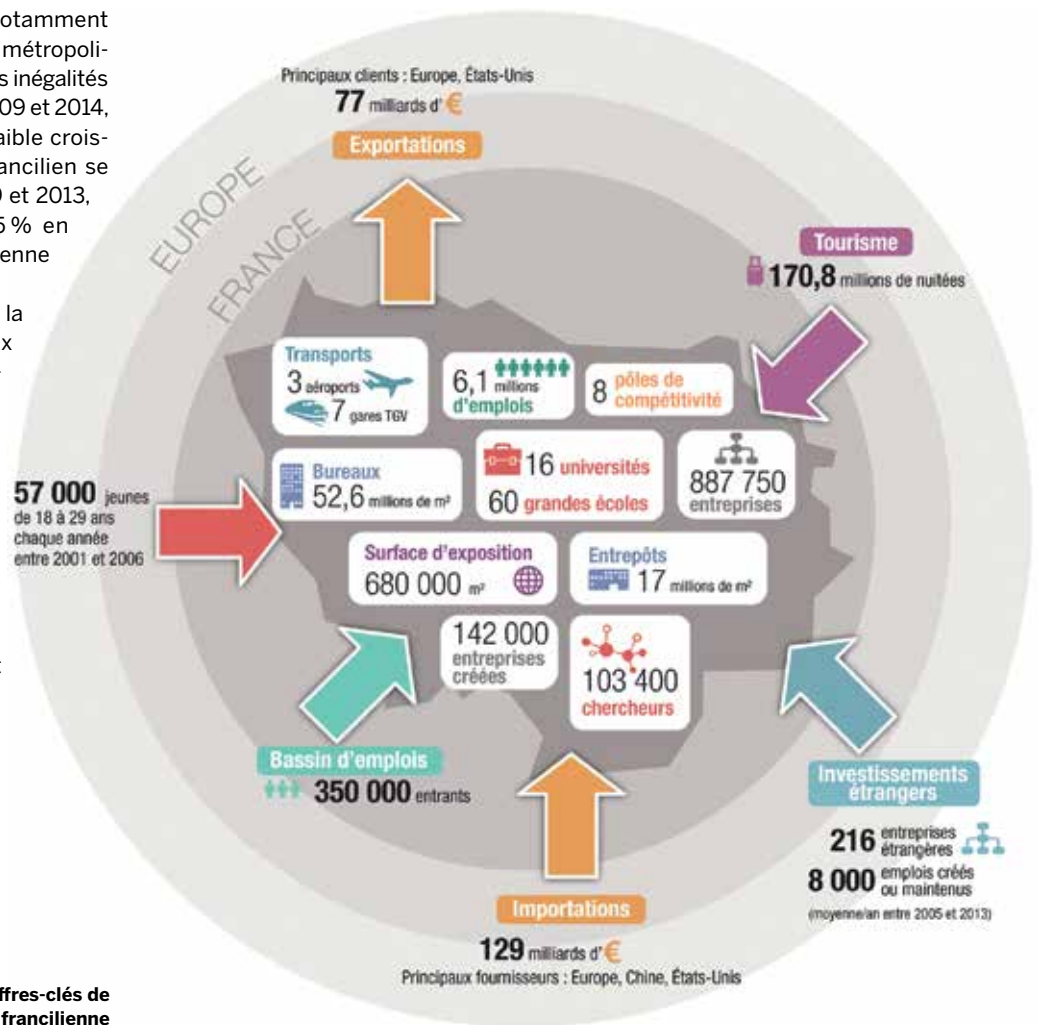 otamment
métropoli-
s inégalités
09 et 2014,
aible crois-
ancilien se
et 2013,
5 % en
enne
la
x
Principaux clients : Europe, États-Unis
77 milliards d' €
Exportations
EUROPE
FRANCE
Tourisme
170,8 millions de nuitées
Transports
3 aéroports
7 gares TGV
6,1 millions
d'emplois
8 pôles de
compétitivité
Bureaux
52,6 millions de m²
16 universités
60 grandes écoles
887 750
entreprises
57 000 jeunes
de 18 à 29 ans
chaque année
entre 2001 et 2006
Surface d'exposition
680 000 m²
Entrepôts
17 millions de m²
142 000
entreprises
créées
103 400
chercheurs
Bassin d'emplois
350 000 entrants
Investissements
étrangers
216 entreprises
étrangères
8 000 emplois créés
ou maintenus
(moyenne/an entre 2005 et 2013)
Importations
129 milliards d' €
Principaux fournisseurs : Europe, Chine, États-Unis
ffres-clés de
francilienne